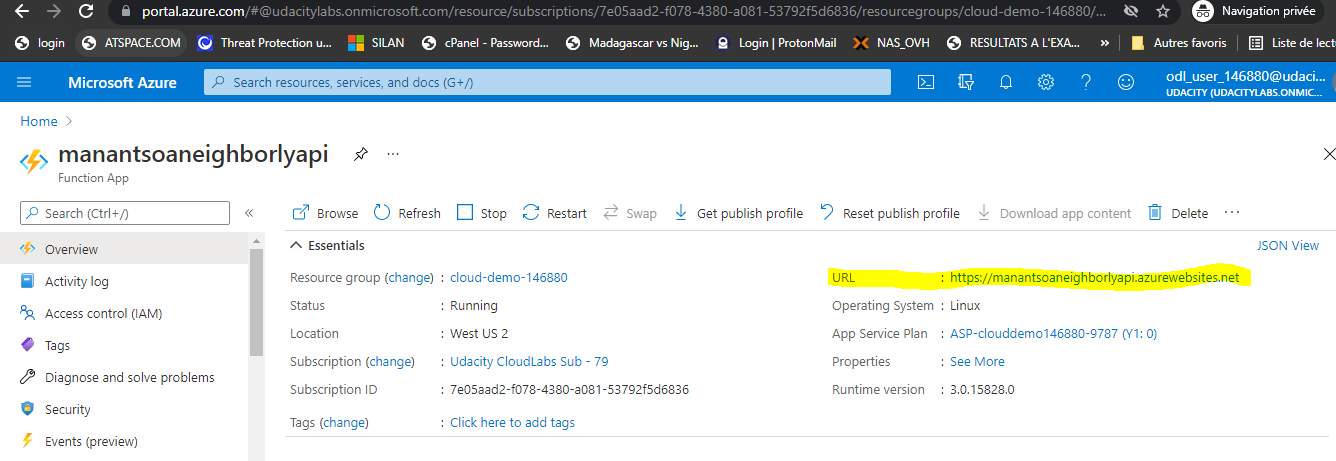 portal.azure.com/#@udacitylabs.onmicrosoft.com/resource/subscriptions/7e05aad2-f078-4380-a081-53792f5d6836/resourcegroups/cloud-demo-146880/... Navigation privée
login ATSPACE.COM Threat Protection u... SILAN cPanel - Password... Madagascar vs Nig... Login | ProtonMail NAS_OVH RESULTATS A L'EXA... » Autres favoris Liste de lect
Microsoft Azure Search resources, services, and docs (G+/) odl_user_146880@udaci...
UDACITY (UDACITYLABS.ONMIC...
Home >
manantsoaneighborlyapi ...
Function App
Search (Ctrl+/) « Browse Refresh Stop Restart Swap Get publish profile Reset publish profile Download app content Delete ...
Overview
Activity log
Access control (IAM)
Tags
Diagnose and solve problems
Security
Events (preview)
Essentials JSON View
Resource group (change) : cloud-demo-146880
Status : Running
Location : West US 2
Subscription (change) : Udacity CloudLabs Sub - 79
Subscription ID : 7e05aad2-f078-4380-a081-53792f5d6836
Tags (change) : Click here to add tags
URL : https://manantsoaneighborlyapi.azurewebsites.net
Operating System : Linux
App Service Plan : ASP-clouddemo146880-9787 (Y1: 0)
Properties : See More
Runtime version : 3.0.15828.0